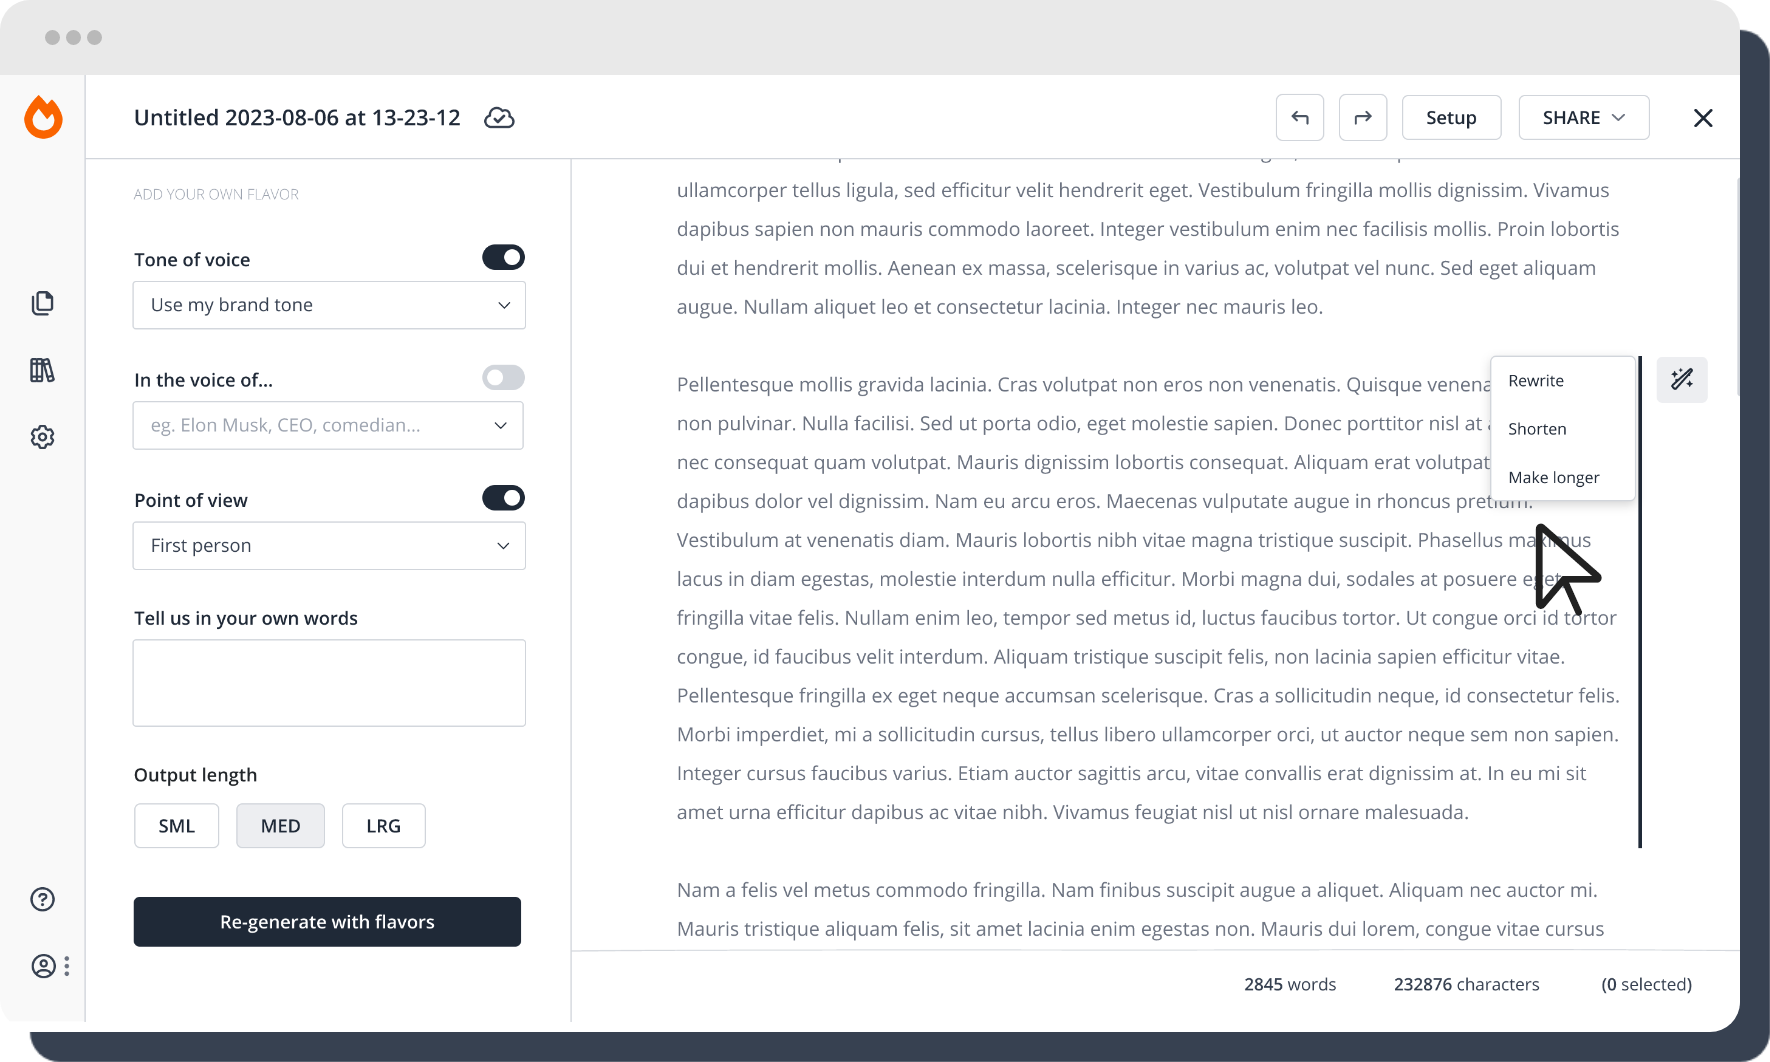 Untitled 2023-08-06 at 13-23-12
Setup
SHARE
ADD YOUR OWN FLAVOR
Tone of voice
Use my brand tone
In the voice of...
eg. Elon Musk, CEO, comedian...
Point of view
First person
Tell us in your own words
Output length
SML MED LRG
Re-generate with flavors
ullamcorper tellus ligula, sed efficitur velit hendrerit eget. Vestibulum fringilla mollis dignissim. Vivamus
dapibus sapien non mauris commodo laoreet. Integer vestibulum enim nec facilisis mollis. Proin lobortis
dui et hendrerit mollis. Aenean ex massa, scelerisque in varius ac, volutpat vel nunc. Sed eget aliquam
augue. Nullam aliquet leo et consectetur lacinia. Integer nec mauris leo.
Pellentesque mollis gravida lacinia. Cras volutpat non eros non venenatis. Quisque
non pulvinar. Nulla facilisi. Sed ut porta odio, eget molestie sapien. Donec porttitor nisl at
nec consequat quam volutpat. Mauris dignissim lobortis consequat. Aliquam erat volutpat
dapibus dolor vel dignissim. Nam eu arcu eros. Maecenas vulputate augue in rhoncus pretium.
Vestibulum at venenatis diam. Mauris lobortis nibh vitae magna tristique suscipit. Phasellus maximus
lacus in diam egestas, molestie interdum nulla efficitur. Morbi magna dui, sodales at posuere eget
fringilla vitae felis. Nullam enim leo, tempor sed metus id, luctus faucibus tortor. Ut congue orci id tortor
congue, id faucibus velit interdum. Aliquam tristique suscipit felis, non lacinia sapien efficitur vitae.
Pellentesque fringilla ex eget neque accumsan scelerisque. Cras a sollicitudin neque, id consectetur felis.
Morbi imperdiet, mi a sollicitudin cursus, tellus libero ullamcorper orci, ut auctor neque sem non sapien.
Integer cursus faucibus varius. Etiam auctor sagittis arcu, vitae convallis erat dignissim at. In eu mi sit
amet urna efficitur dapibus ac vitae nibh. Vivamus feugiat nisl ut nisl ornare malesuada.
Nam a felis vel metus commodo fringilla. Nam finibus suscipit augue a aliquet. Aliquam nec auctor mi.
Mauris tristique aliquam felis, sit amet lacinia enim egestas non. Mauris dui lorem, congue vitae cursus
Rewrite
Shorten
Make longer
2845 words 232876 characters (0 selected)